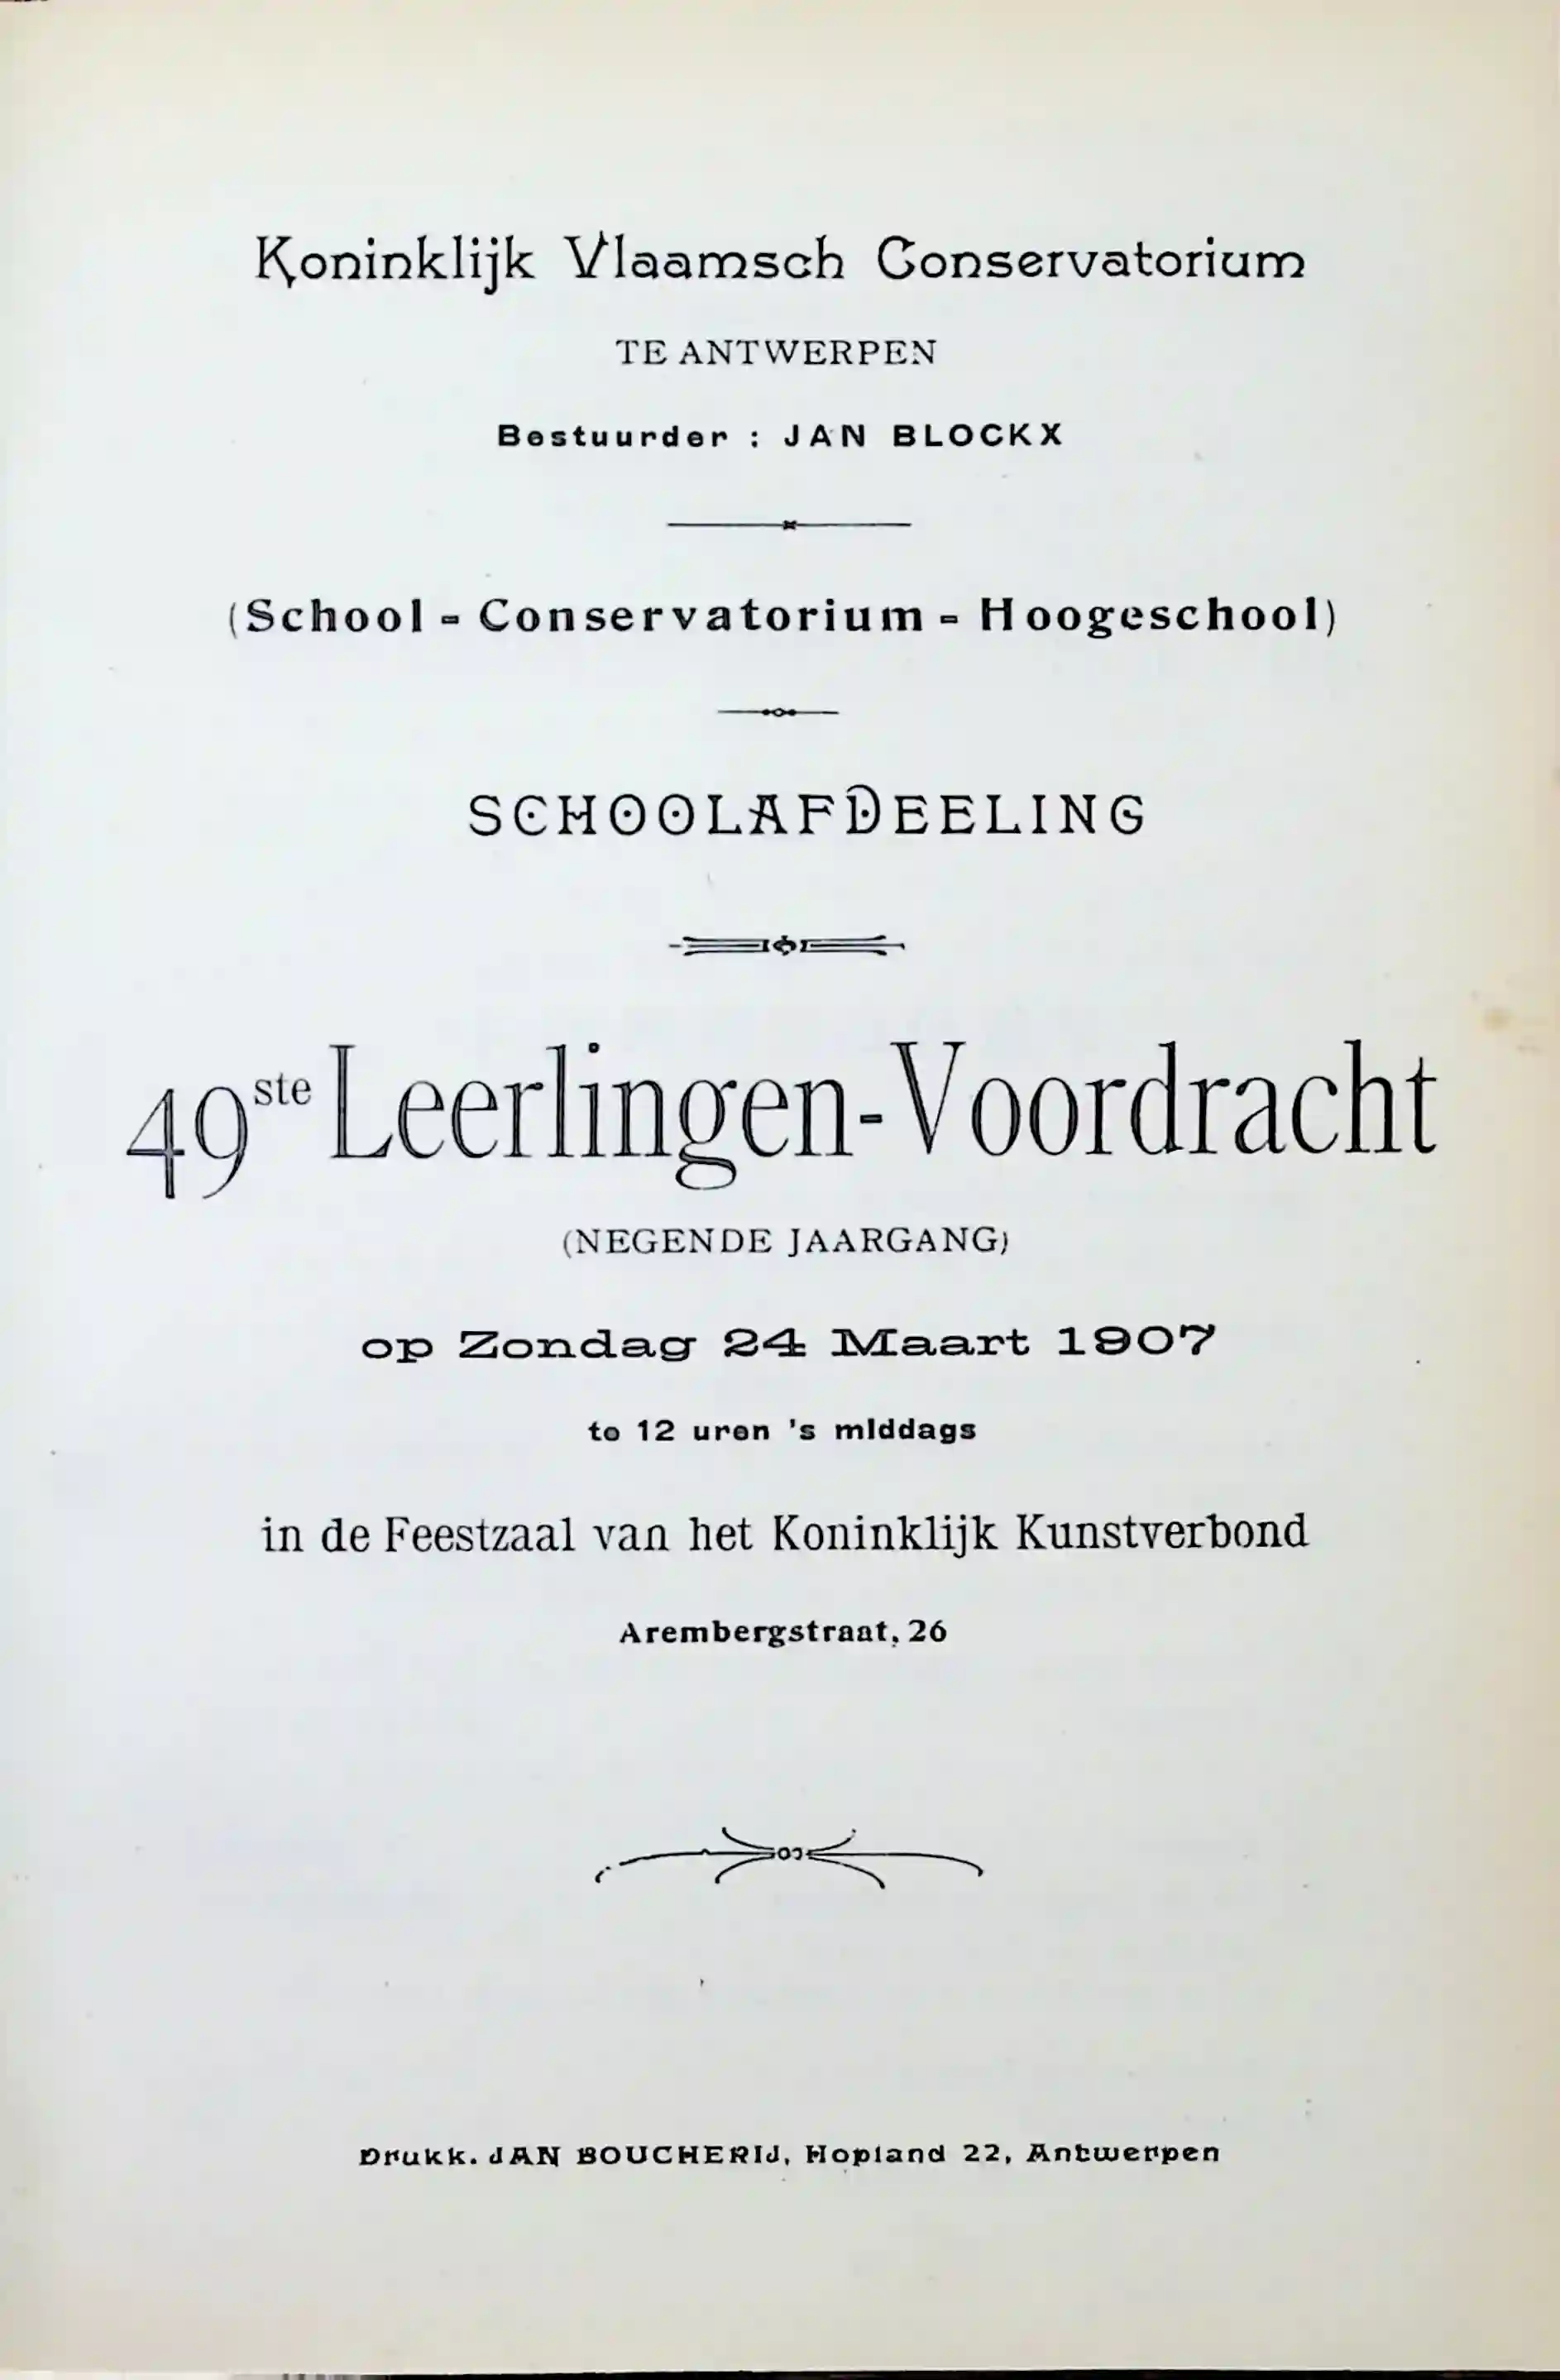 Koninklijk Vlaamsch Conservatorium
TE ANTWERPEN
Bestuurder : JAN BLOCKX
(School - Conservatorium - Hoogeschool)
SCHOOLAFDEELING
49ste Leerlingen-Voordracht
(NEGENDE JAARGANG)
op Zondag 24 Maart 1907
te 12 uren 's middags
in de Feestzaal van het Koninklijk Kunstverbond
Arembergstraat, 26
Drukk. JAN BOUCHERIJ, Hopland 22, Antwerpen